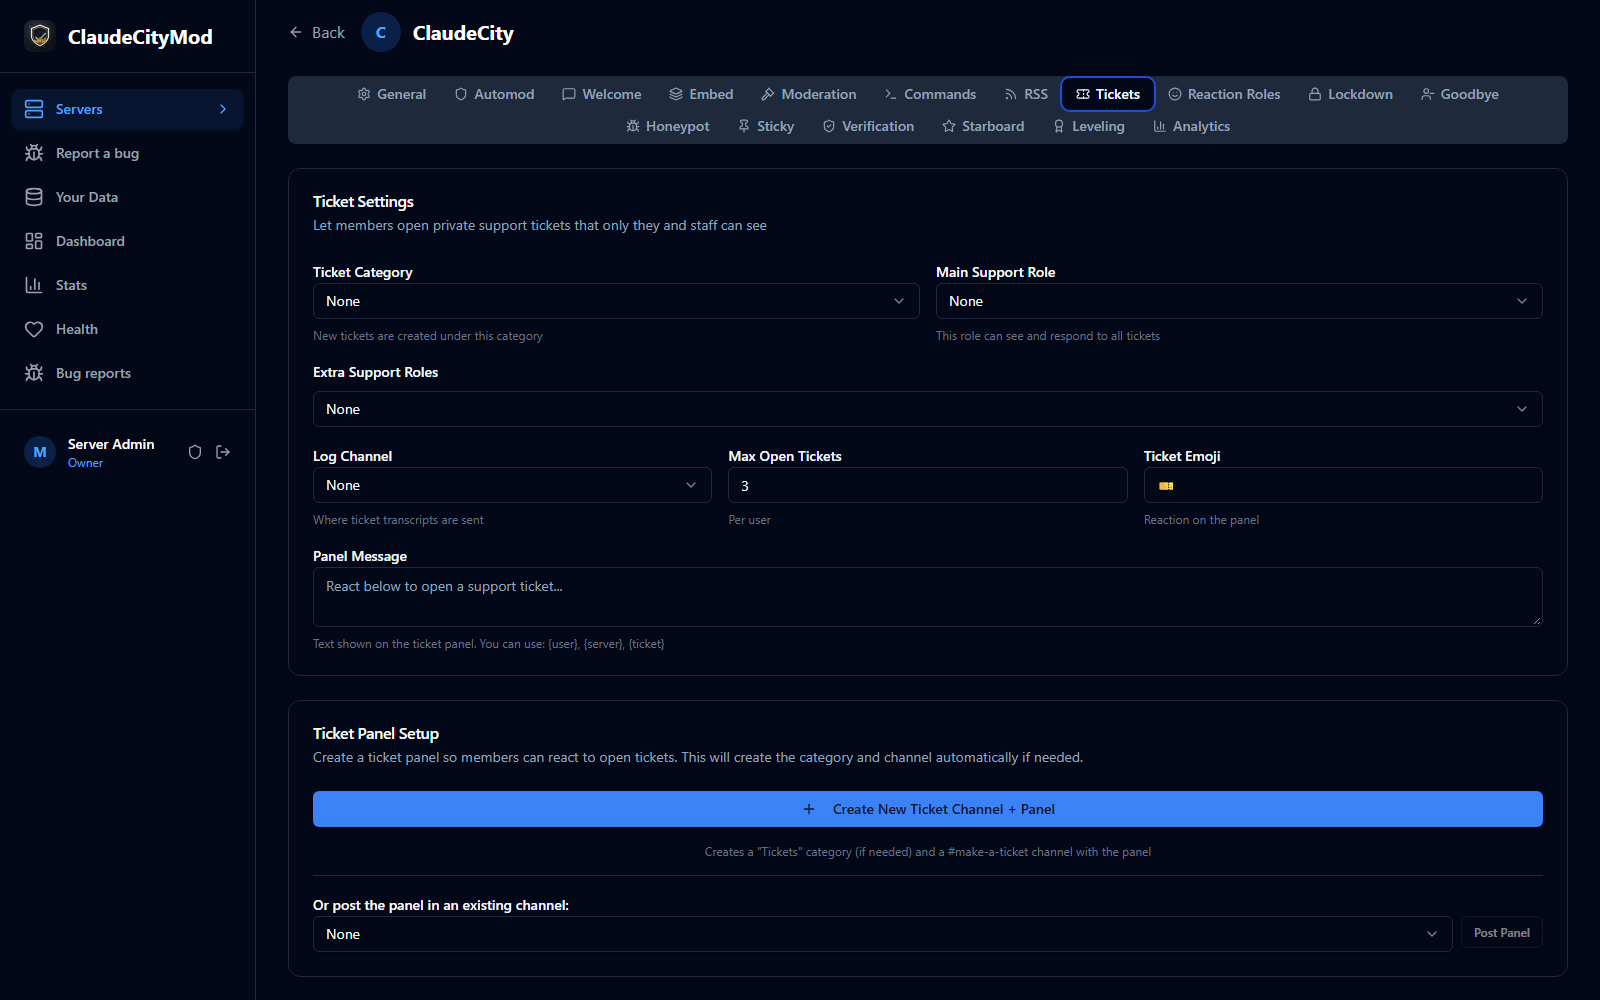 ClaudeCityMod
Servers
Report a bug
Your Data
Dashboard
Stats
Health
Bug reports
M
Server Admin
Owner
Back
C
ClaudeCity
General
Automod
Welcome
Embed
Moderation
Commands
RSS
Tickets
Reaction Roles
Lockdown
Goodbye
Honeypot
Sticky
Verification
Starboard
Leveling
Analytics
Ticket Settings
Let members open private support tickets that only they and staff can see
Ticket Category
None
New tickets are created under this category
Main Support Role
None
This role can see and respond to all tickets
Extra Support Roles
None
Log Channel
None
Where ticket transcripts are sent
Max Open Tickets
3
Per user
Ticket Emoji
🎫
Reaction on the panel
Panel Message
React below to open a support ticket...
Text shown on the ticket panel. You can use: {user}, {server}, {ticket}
Ticket Panel Setup
Create a ticket panel so members can react to open tickets. This will create the category and channel automatically if needed.
Create New Ticket Channel + Panel
Creates a "Tickets" category (if needed) and a #make-a-ticket channel with the panel
Or post the panel in an existing channel:
None
Post Panel